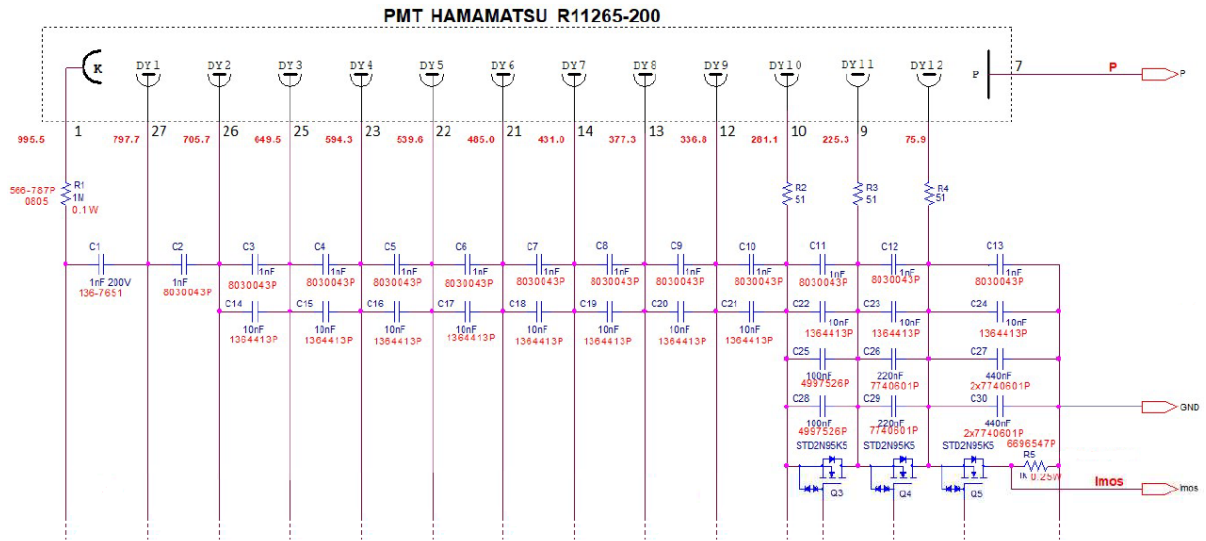 PMT HAMAMATSU R11265-200
K DY1 DY2 DY3 DY4 DY5 DY6 DY7 DY8 DY9 DY10 DY11 DY12 P 7 P P
995.5 1 797.7 27 705.7 26 649.5 25 594.3 23 539.6 22 485.0 21 431.0 14 377.3 13 336.8 12 281.1 10 225.3 9 75.9
566-787P R1 R2 R3 R4
0805 1M 51 51 51
0.1W
C1 C2 C3 C4 C5 C6 C7 C8 C9 C10 C11 C12 C13
1nF 200V 1nF 1nF 1nF 1nF 1nF 1nF 1nF 1nF 1nF 1nF 1nF 1nF
136-7651 8030043P 8030043P 8030043P 8030043P 8030043P 8030043P 8030043P 8030043P 8030043P 8030043P 8030043P 8030043P
C14 C15 C16 C17 C18 C19 C20 C21 C22 C23 C24
10nF 10nF 10nF 10nF 10nF 10nF 10nF 10nF 10nF 10nF 10nF
1364413P 1364413P 1364413P 1364413P 1364413P 1364413P 1364413P 1364413P 1364413P 1364413P 1364413P
C25 C26 C27
100nF 220nF 440nF
4997526P 7740601P 2x7740601P
C28 C29 C30 GND
100nF 220nF 440nF
4997526P 7740601P 2x7740601P
STD2N95K5 STD2N95K5 STD2N95K5 6696547P
R5
0.25W
Q3 Q4 Q5 Imos Imos